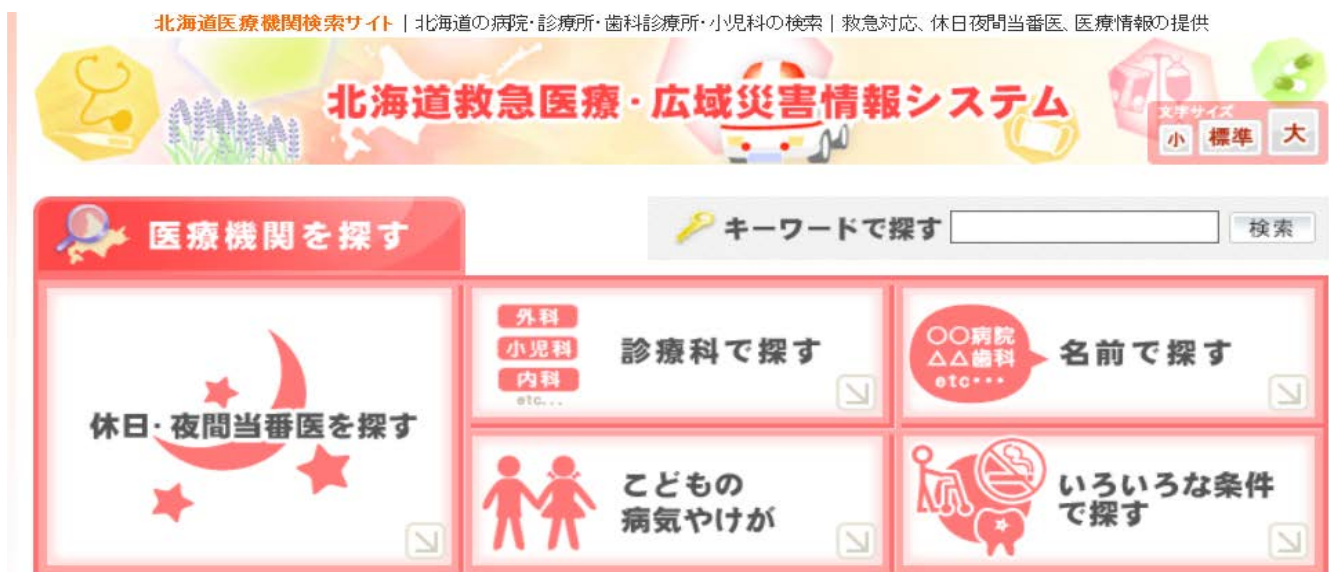 北海道医療機関検索サイト | 北海道の病院・診療所・歯科診療所・小児科の検索 | 救急対応、休日夜間当番医、医療情報の提供
北海道救急医療・広域災害情報システム
文字サイズ
小 標準 大
医療機関を探す
キーワードで探す 検索
休日・夜間当番医を探す
外科
小児科
内科
etc...
診療科で探す
〇〇病院
△△歯科
etc・・・
名前で探す
こどもの
病気やけが
いろいろな条件
で探す